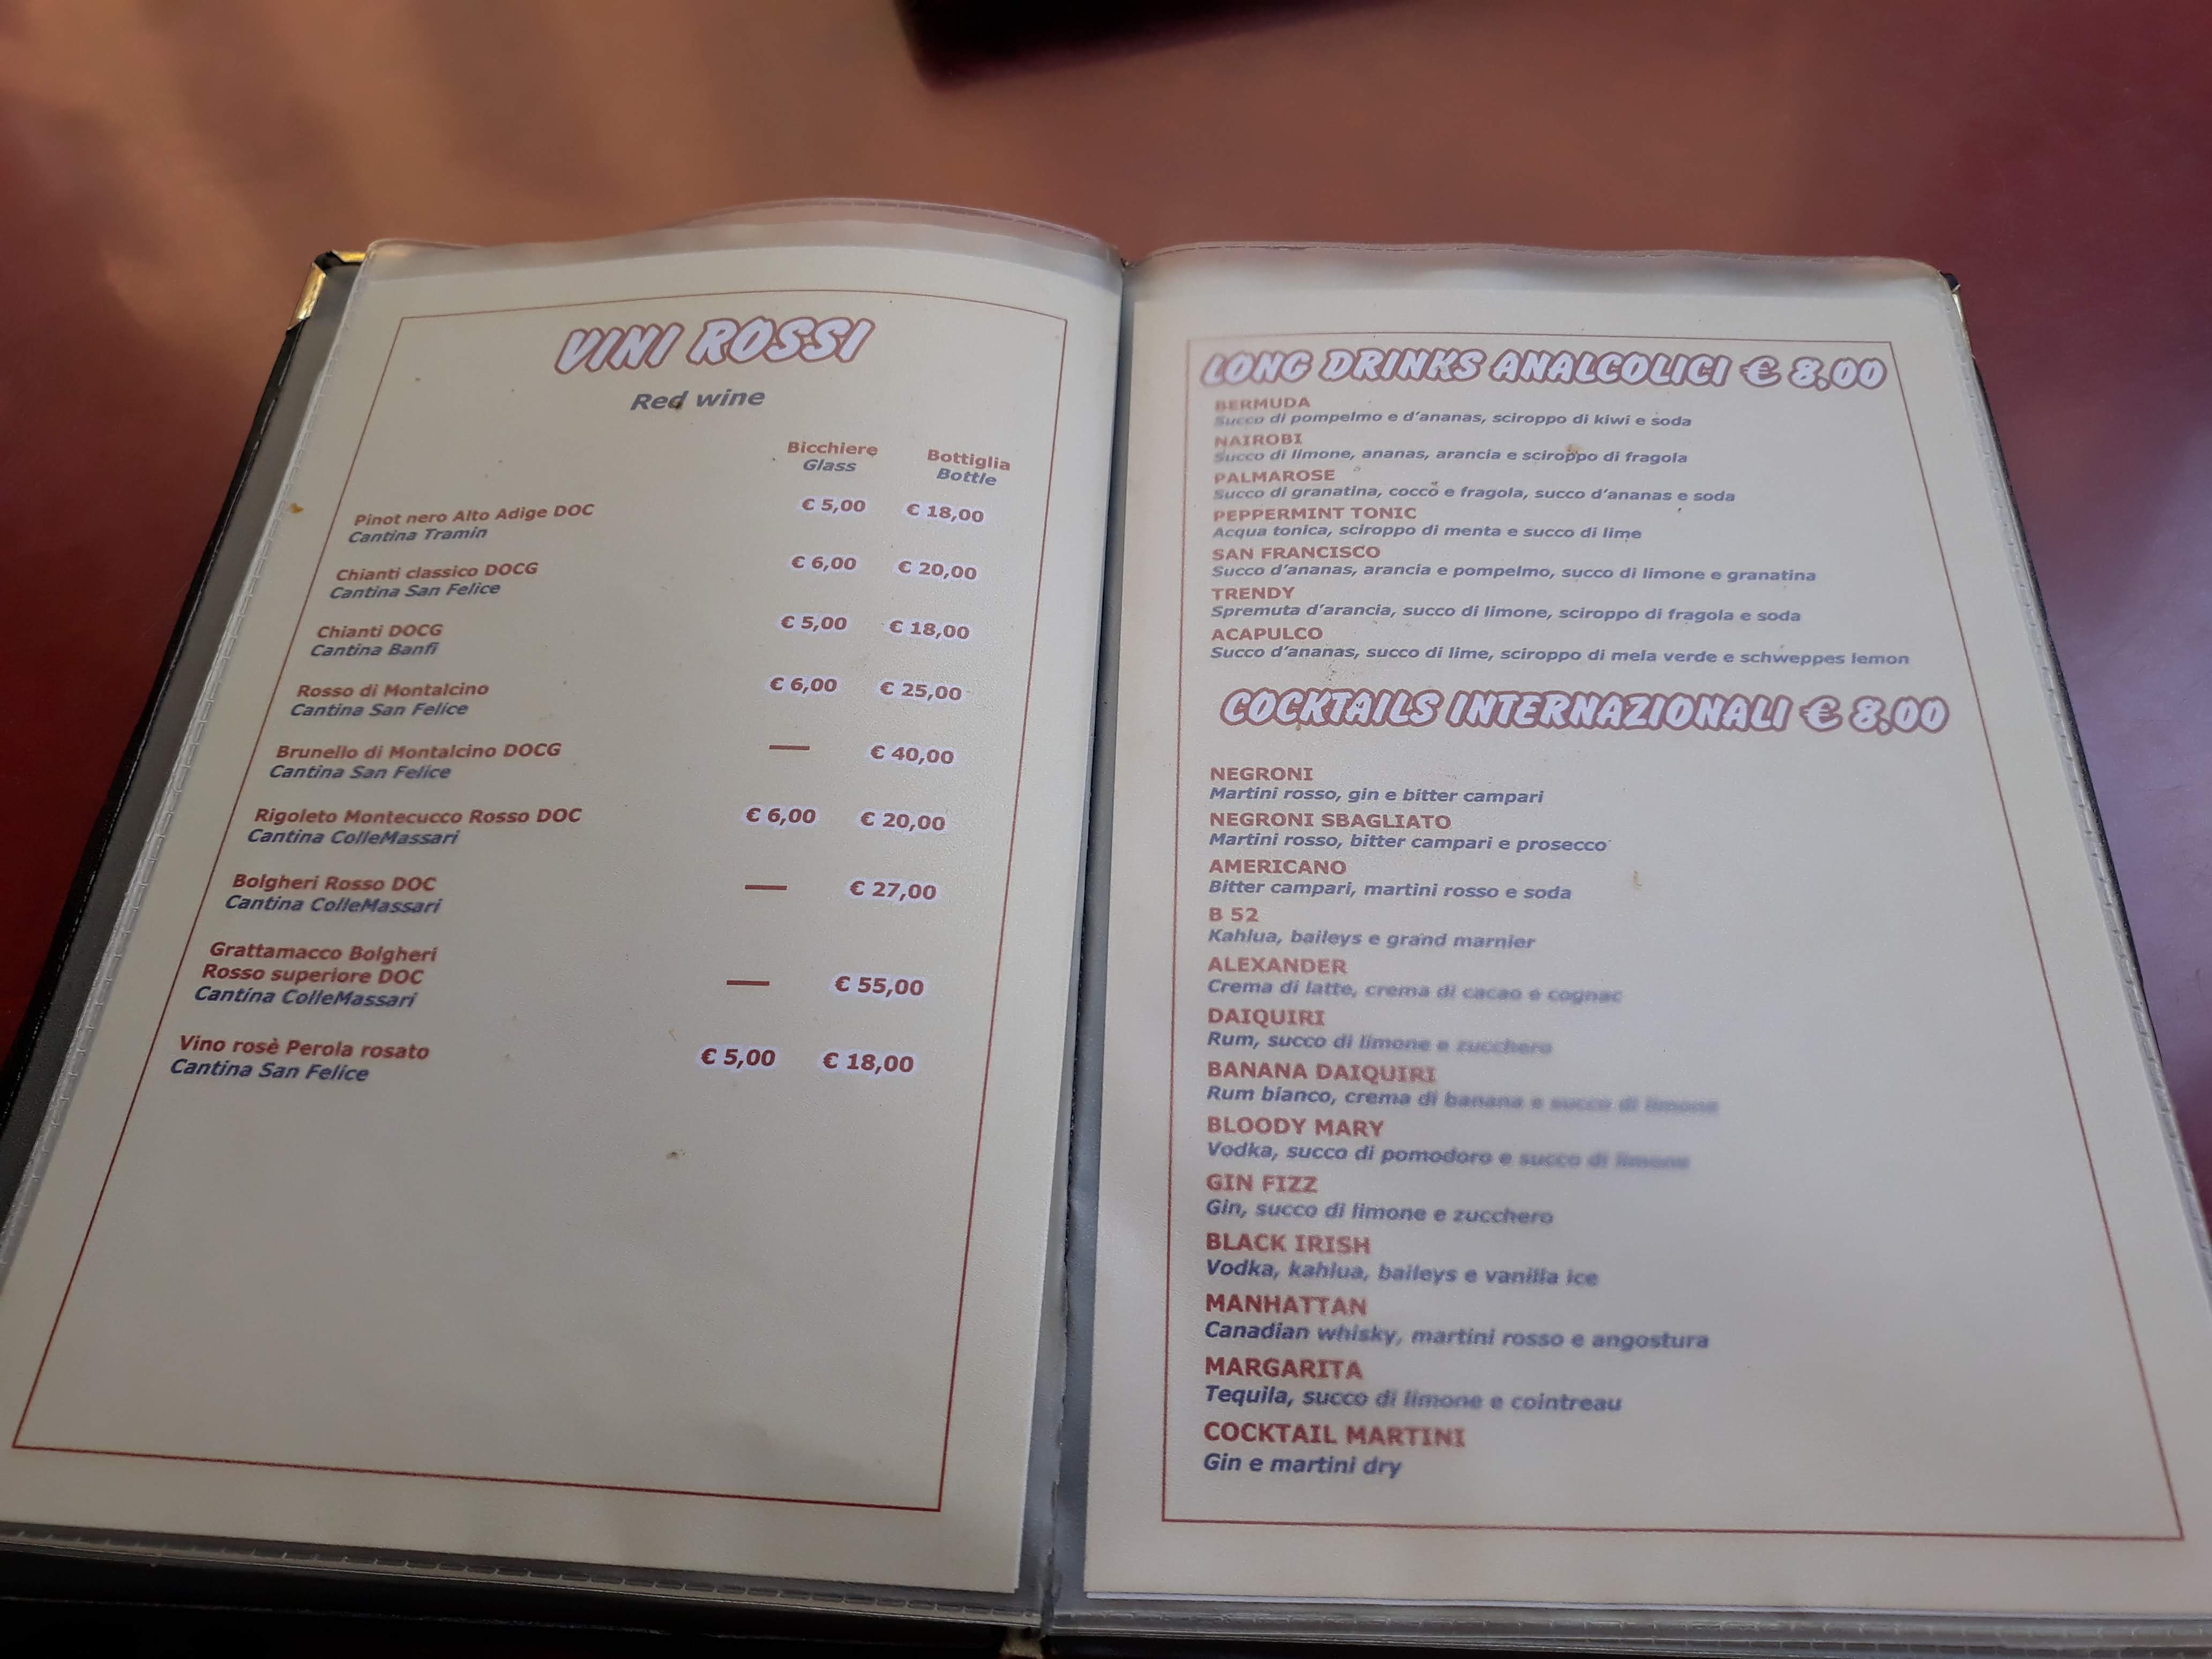 VINI ROSSI
Red wine
Bicchiere Bottiglia
Glass Bottle
Pinot nero Alto Adige DOC € 5,00 € 18,00
Cantina Tramin
Chianti classico DOCG € 6,00 € 20,00
Cantina San Felice
Chianti DOCG € 5,00 € 18,00
Cantina Banfi
Rosso di Montalcino € 6,00 € 25,00
Cantina San Felice
Brunello di Montalcino DOCG — € 40,00
Cantina San Felice
Rigoleto Montecucco Rosso DOC € 6,00 € 20,00
Cantina ColleMassari
Bolgheri Rosso DOC — € 27,00
Cantina ColleMassari
Grattamacco Bolgheri
Rosso superiore DOC — € 55,00
Cantina ColleMassari
Vino rosè Perola rosato € 5,00 € 18,00
Cantina San Felice
LONG DRINKS ANALCOLICI € 8,00
BERMUDA
Succo di pompelmo e d'ananas, sciroppo di kiwi e soda
NAIROBI
Succo di limone, ananas, arancia e sciroppo di fragola
PALMAROSE
Succo di granatina, cocco e fragola, succo d'ananas e soda
PEPPERMINT TONIC
Acqua tonica, sciroppo di menta e succo di lime
SAN FRANCISCO
Succo d'ananas, arancia e pompelmo, succo di limone e granatina
TRENDY
Spremuta d'arancia, succo di limone, sciroppo di fragola e soda
ACAPULCO
Succo d'ananas, succo di lime, sciroppo di mela verde e schweppes lemon
COCKTAILS INTERNAZIONALI € 8,00
NEGRONI
Martini rosso, gin e bitter campari
NEGRONI SBAGLIATO
Martini rosso, bitter campari e prosecco
AMERICANO
Bitter campari, martini rosso e soda
B 52
Kahlua, baileys e grand marnier
ALEXANDER
Crema di latte, crema di cacao e cognac
DAIQUIRI
Rum, succo di limone e zucchero
BANANA DAIQUIRI
Rum bianco, crema di banana e succo di limone
BLOODY MARY
Vodka, succo di pomodoro e succo di limone
GIN FIZZ
Gin, succo di limone e zucchero
BLACK IRISH
Vodka, kahlua, baileys e vanilla ice
MANHATTAN
Canadian whisky, martini rosso e angostura
MARGARITA
Tequila, succo di limone e cointreau
COCKTAIL MARTINI
Gin e martini dry